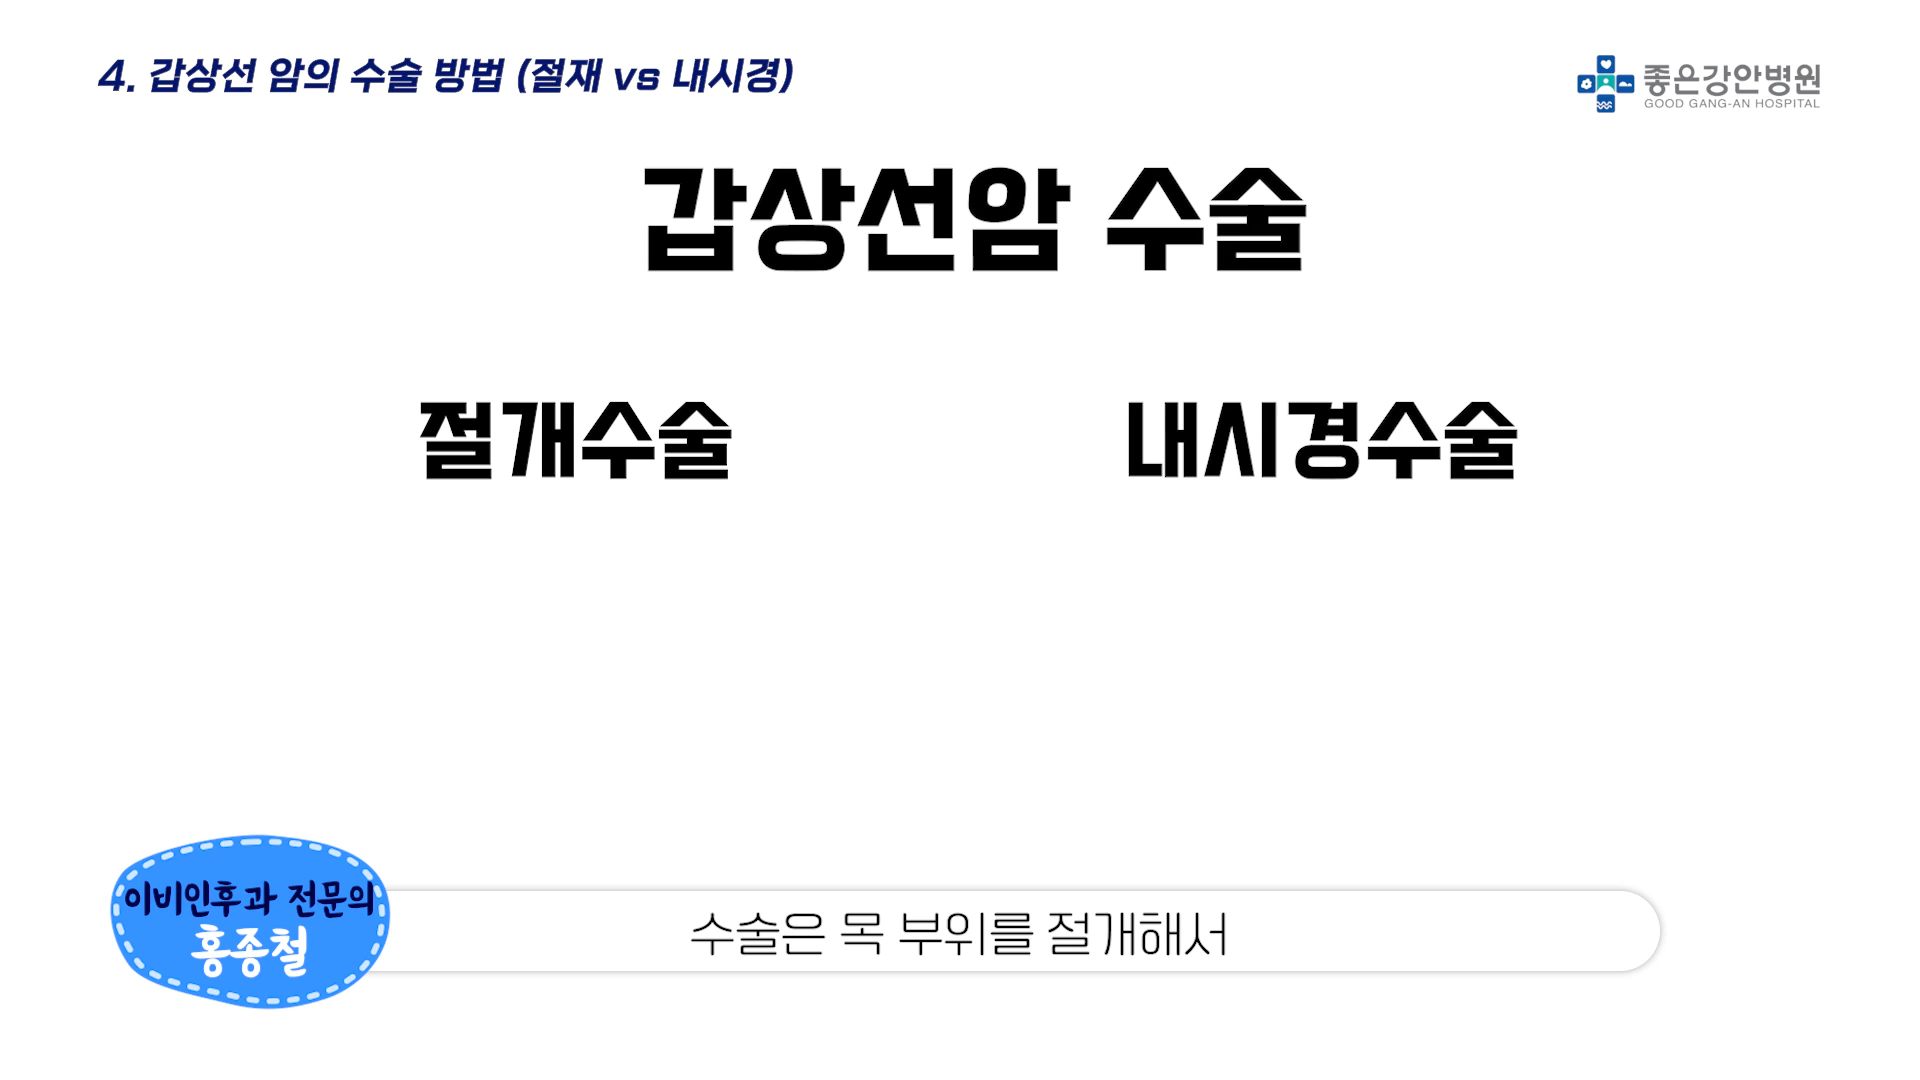 4. 갑상선 암의 수술 방법 (절재 vs 내시경)
좋은강안병원
GOOD GANG-AN HOSPITAL
갑상선암 수술
절개수술
내시경수술
이비인후과 전문의
홍종철
수술은 목 부위를 절개해서